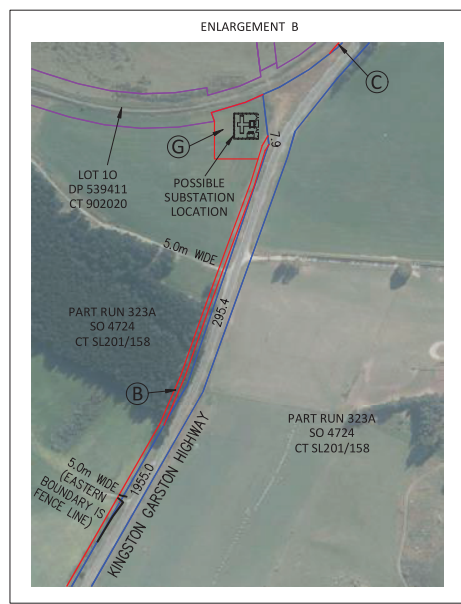 ENLARGEMENT B
C
G
7.9
LOT 1O
DP 539411
CT 902020
POSSIBLE
SUBSTATION
LOCATION
5.0m WIDE
295.4
PART RUN 323A
SO 4724
CT SL201/158
B
PART RUN 323A
SO 4724
CT SL201/158
5.0m WIDE
(EASTERN
BOUNDARY IS
FENCE LINE)
1955.0
KINGSTON GARSTON HIGHWAY